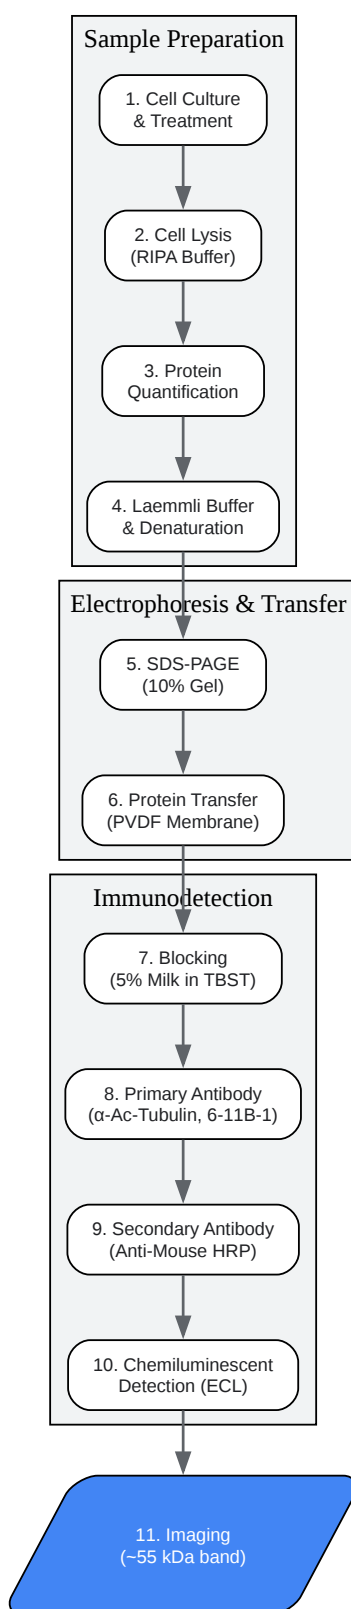 Sample Preparation
1. Cell Culture
& Treatment
2. Cell Lysis
(RIPA Buffer)
3. Protein
Quantification
4. Laemmli Buffer
& Denaturation
Electrophoresis & Transfer
5. SDS-PAGE
(10% Gel)
6. Protein Transfer
(PVDF Membrane)
Immunodetection
7. Blocking
(5% Milk in TBST)
8. Primary Antibody
(α-Ac-Tubulin, 6-11B-1)
9. Secondary Antibody
(Anti-Mouse HRP)
10. Chemiluminescent
Detection (ECL)
11. Imaging
(~55 kDa band)